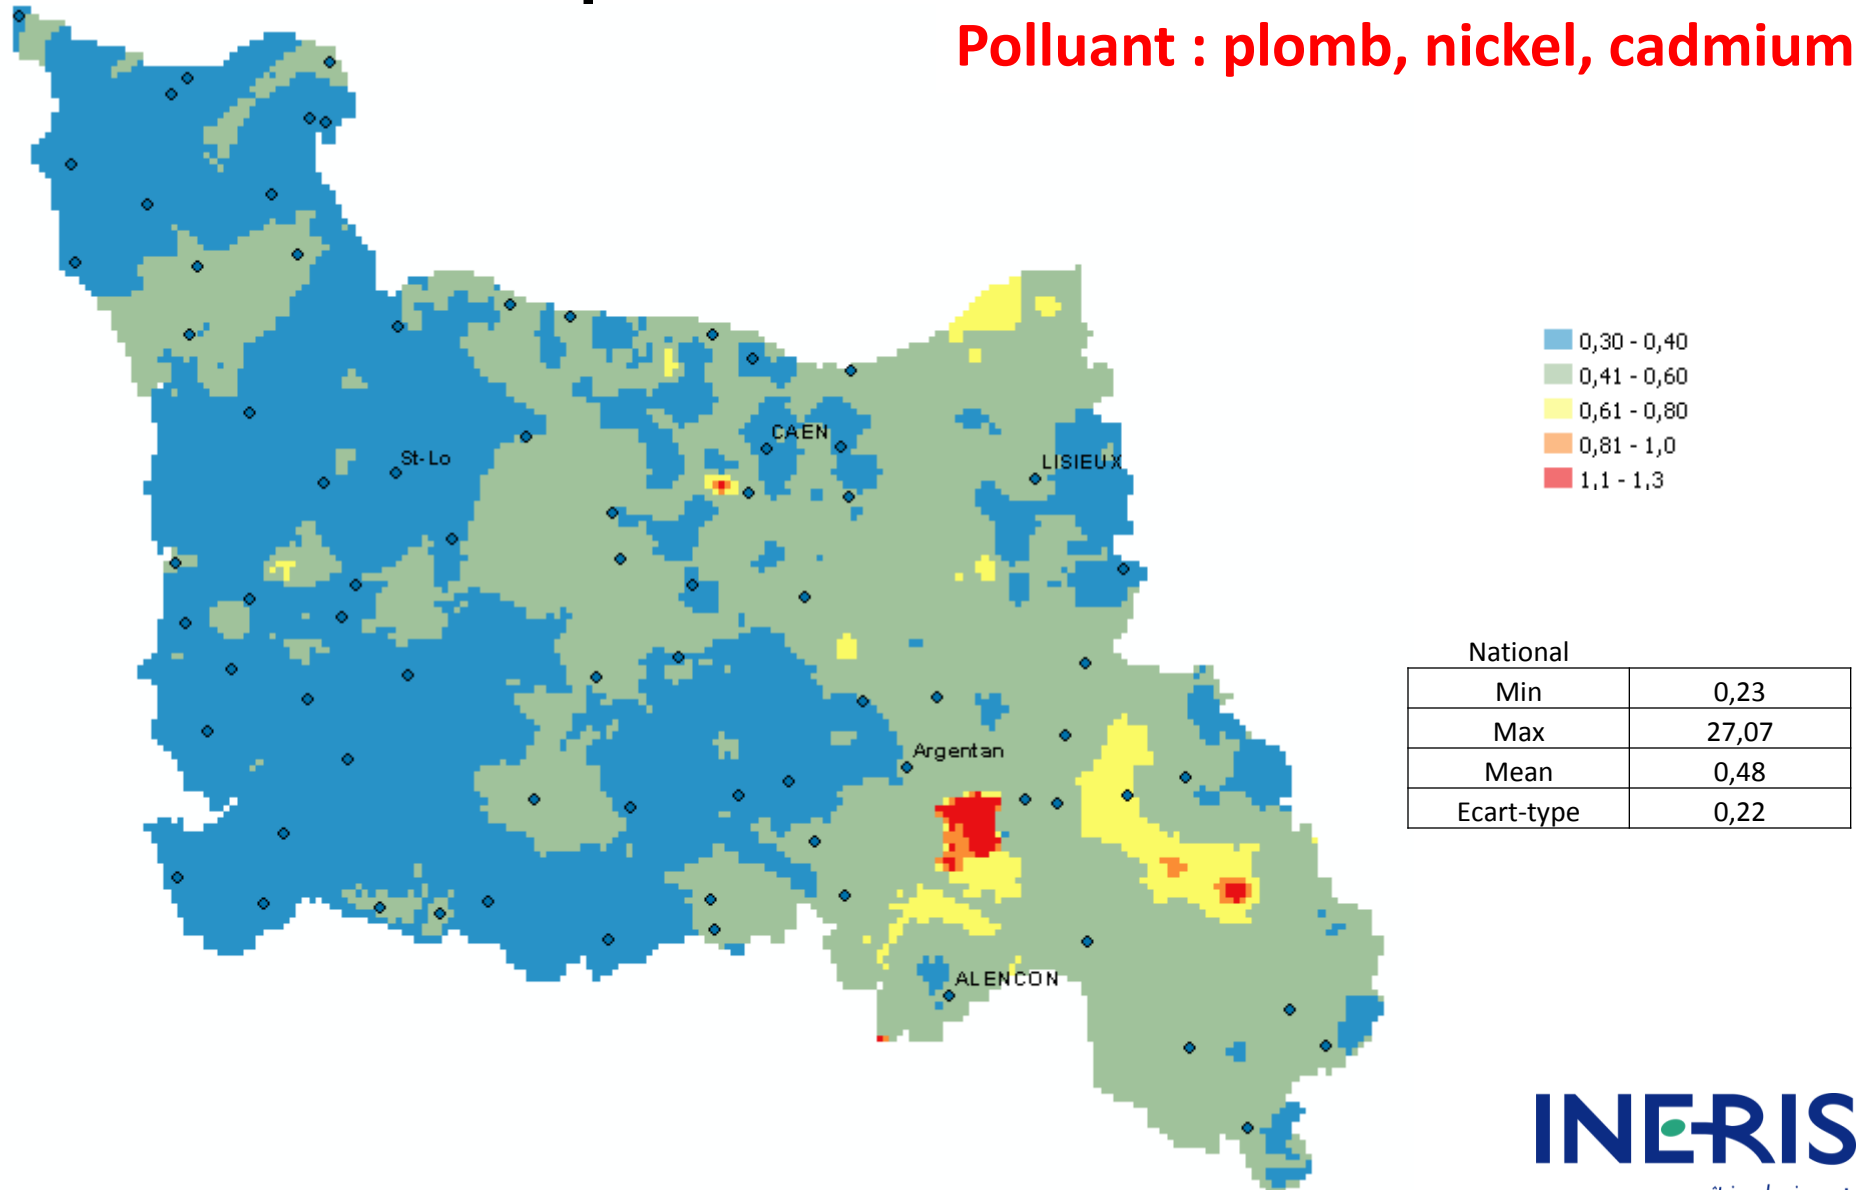 Polluant : plomb, nickel, cadmium
0,30 - 0,40
0,41 - 0,60
CAEN
0,61 - 0,80
0,81 - 1,0
St-Lo
LISIEUX
1,1 - 1,3
National
Min 0,23
Max 27,07
Argentan
Mean 0,48
Ecart-type 0,22
ALENCON
INERIS